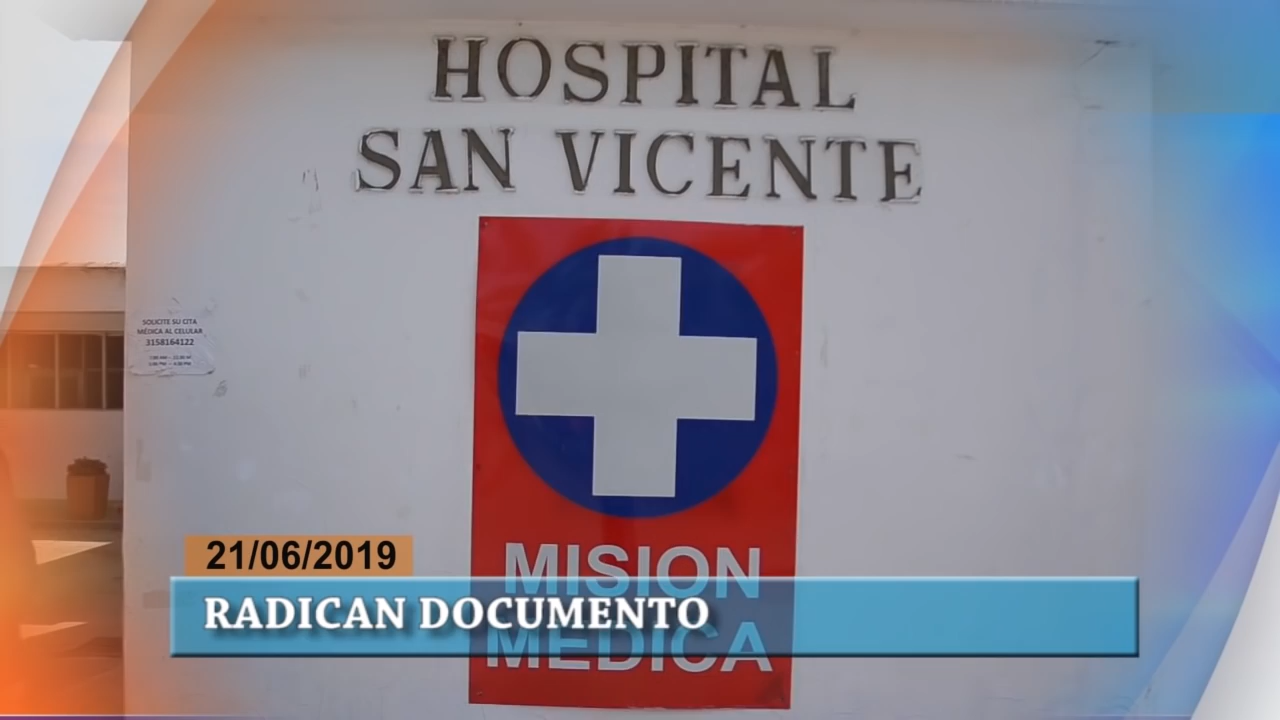 HOSPITAL
SAN VICENTE
SOLICITE SU CITA
MÉDICA AL CELULAR
3158164122
21/06/2019
MISION
RADICAN DOCUMENTO
MEDICA